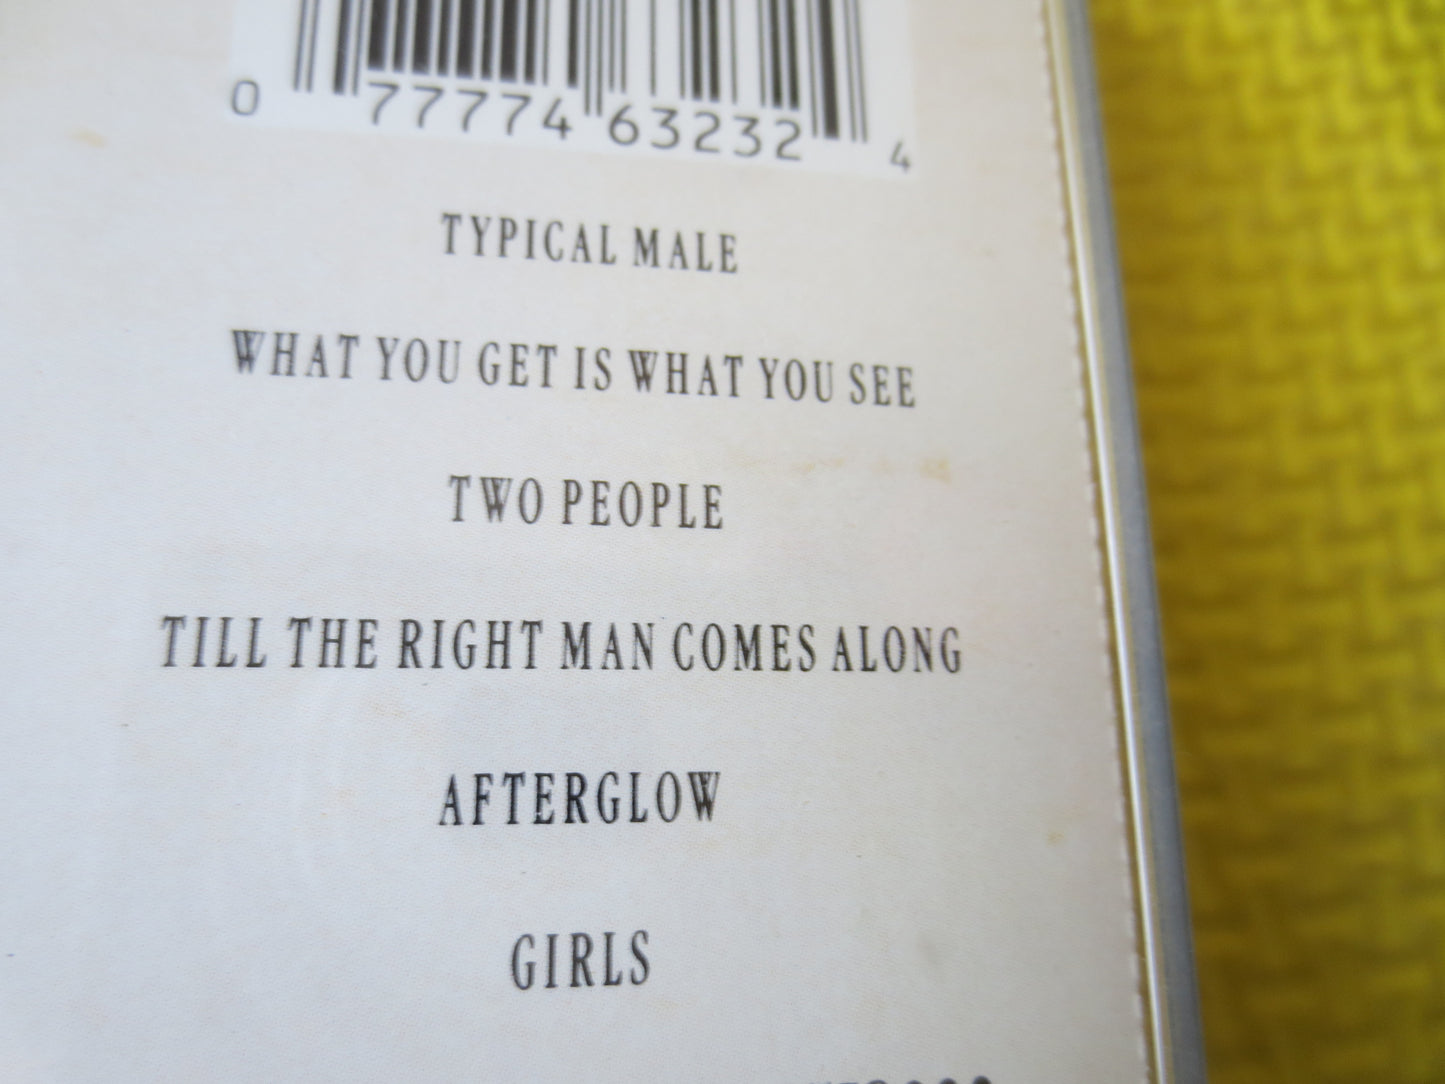 0 77774 63232 4
TYPICAL MALE
WHAT YOU GET IS WHAT YOU SEE
TWO PEOPLE
TILL THE RIGHT MAN COMES ALONG
AFTERGLOW
GIRLS